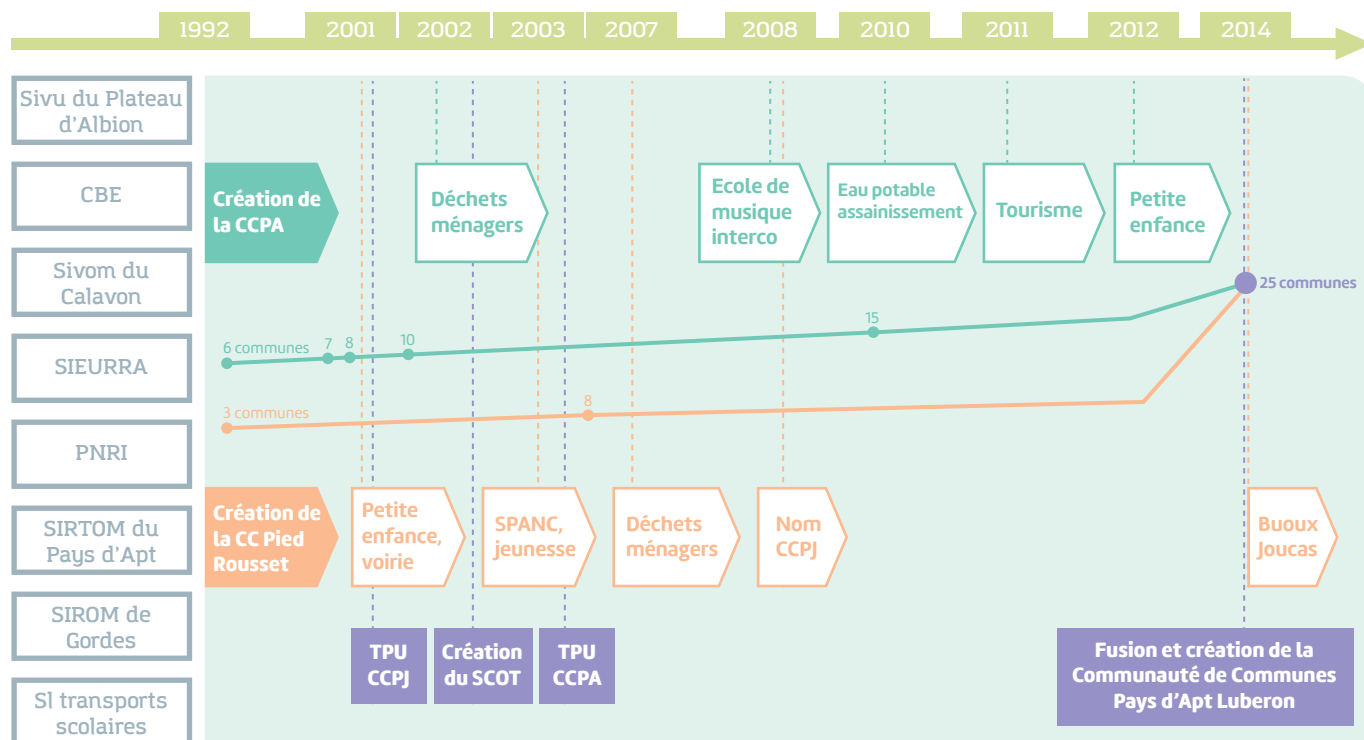 1992
2001
2002
2003
2007
2008
2010
2011
2012
2014
Sivu du Plateau
d'Albion
CBE
Sivom du
Calavon
SIEURRA
PNRI
SIRTOM du
Pays d'Apt
SIROM de
Gordes
Sl transports
scolaires
Création de
la CCPA
Déchets
ménagers
Ecole de
musique
interco
Eau potable
assainissement
Tourisme
Petite
enfance
25 communes
6 communes
7
8
10
15
3 communes
8
Création de
la CC Pied
Rousset
Petite
enfance,
voirie
SPANC,
jeunesse
Déchets
ménagers
Nom
CCPJ
Buoux
Joucas
TPU
CCPJ
Création
du SCOT
TPU
CCPA
Fusion et création de la
Communauté de Communes
Pays d'Apt Luberon